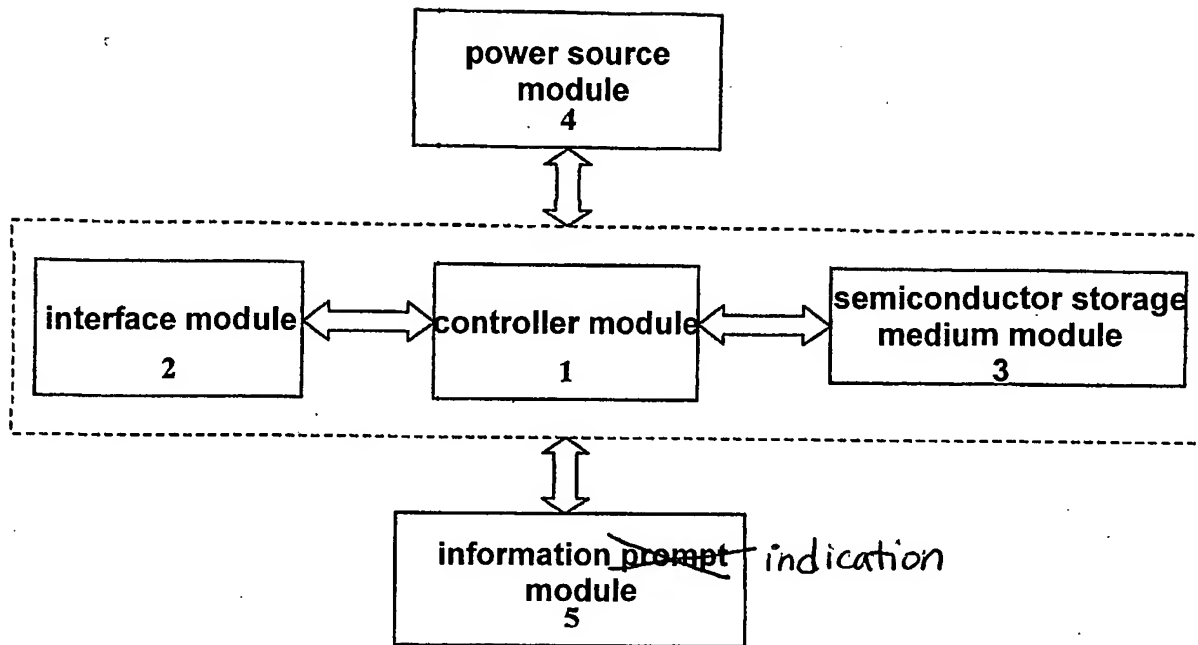 power source
module
4
interface module
2
controller module
1
semiconductor storage
medium module
3
information prompt indication
module
5